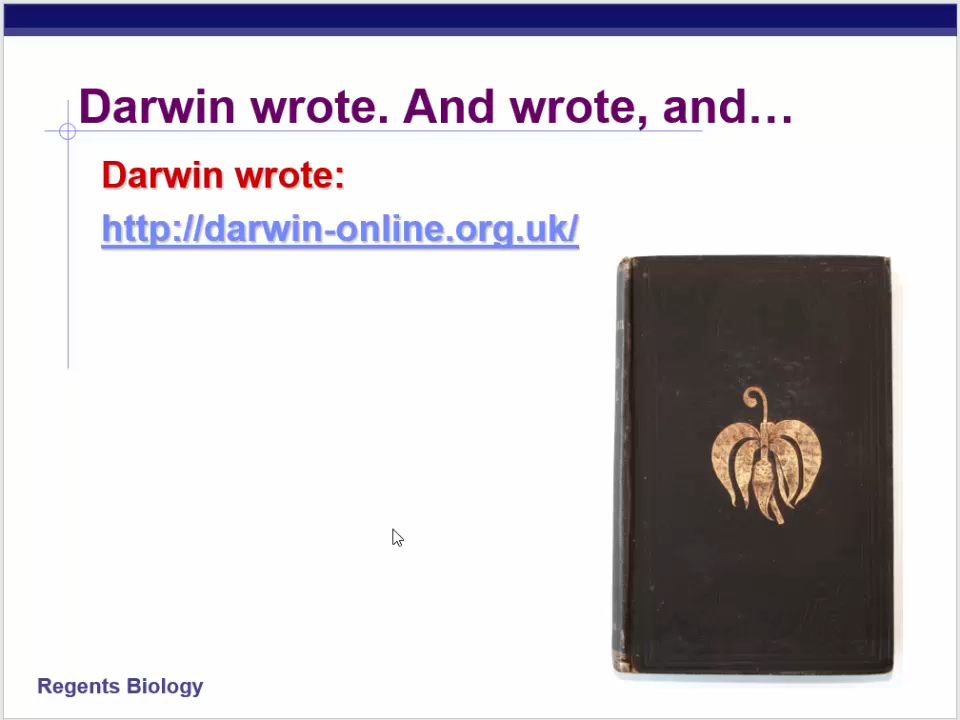 Darwin wrote. And wrote, and…
Darwin wrote:
http://darwin-online.org.uk/
Regents Biology